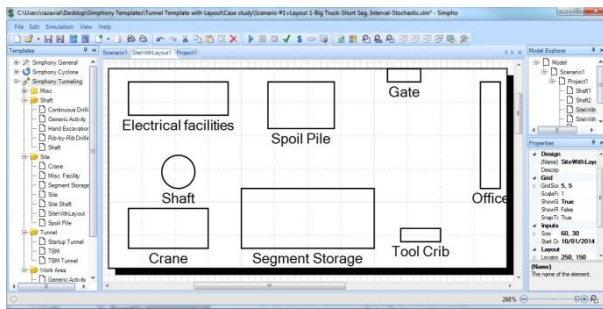 C:\Users\razavial\Desktop\Simphony Templates\Tunnel Template with Layout\Case study\Scenario #1=Layout 1-Big Truck-Short Seg. Interval-Stochastic.sim* - Simpho
File Edit Simulation View Help
Templates
Simphony.General
Simphony.Cyclone
Simphony.Tunneling
Misc
Shaft
Continuous Drilli
Generic Activity
Hand Excavation
Rib-by-Rib Drille
Shaft
Site
Crane
Misc. Facility
Segment Storage
Site
Site Shaft
SiteWithLayout
Spoil Pile
Tunnel
Startup Tunnel
TBM
TBM Tunnel
Work Area
Generic Activity
Scenario1 SiteWithLayout1 Project1
Gate
Electrical facilities
Spoil Pile
Shaft
Office
Crane
Segment Storage
Tool Crib
Model Explorer
Model
Scenario1
Project1
Shaft1
Shaft2
SiteWith
SiteWith
Properties
Design
(Name) SiteWithLayo
Descrip
Grid
GridSiz 5, 5
ScaleF 1
ShowG True
ShowR False
SnapT True
Inputs
Size 60, 30
Start D 10/01/2014
Layout
Locatio 250, 150
(Name)
The name of the element.
268%